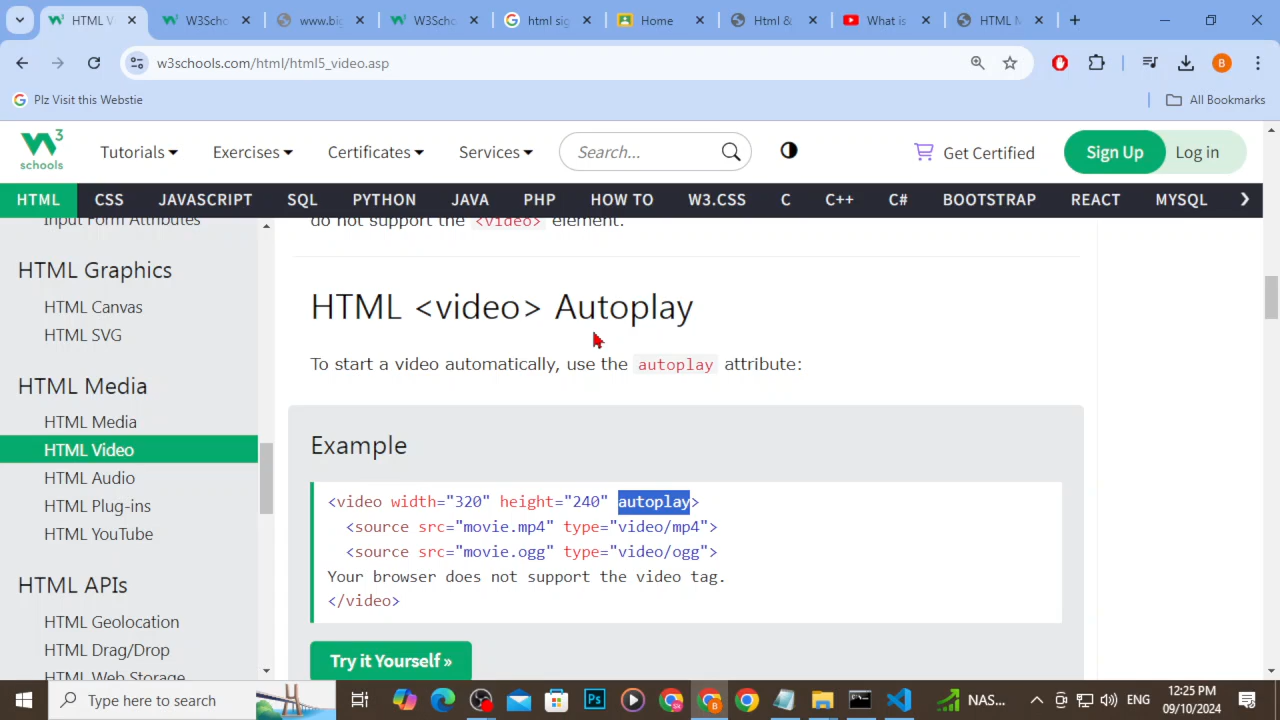 HTML V
W3Scho
www.big
W3Scho
html sig
Home
Html &
What is
HTML M
w3schools.com/html/html5_video.asp
B
Plz Visit this Webstie
All Bookmarks
W3 schools
Tutorials
Exercises
Certificates
Services
Search...
Get Certified
Sign Up
Log in
HTML
CSS
JAVASCRIPT
SQL
PYTHON
JAVA
PHP
HOW TO
W3.CSS
C
C++
C#
BOOTSTRAP
REACT
MYSQL
Input Form Attributes
HTML Graphics
HTML Canvas
HTML SVG
HTML Media
HTML Media
HTML Video
HTML Audio
HTML Plug-ins
HTML YouTube
HTML APIs
HTML Geolocation
HTML Drag/Drop
HTML Web Storage
do not support the <video> element.
HTML <video> Autoplay
To start a video automatically, use the autoplay attribute:
Example
<video width="320" height="240" autoplay>
<source src="movie.mp4" type="video/mp4">
<source src="movie.ogg" type="video/ogg">
Your browser does not support the video tag.
</video>
Try it Yourself »
Type here to search
Ps
NAS...
ENG
12:25 PM
09/10/2024